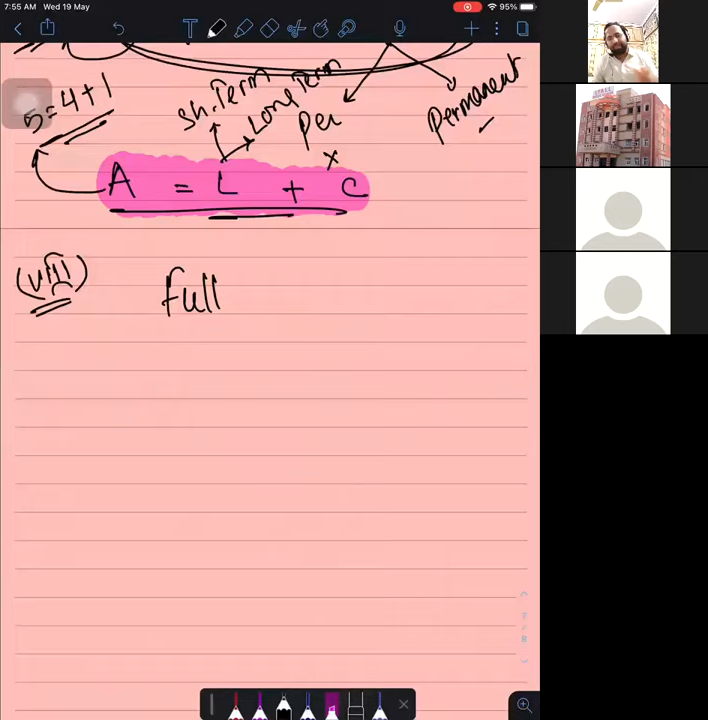 7:55 AM Wed 19 May
95%
T
5 = 4+1
Sh. Term
Long Term
Per
Permanent
A = L + C
(viii) Full